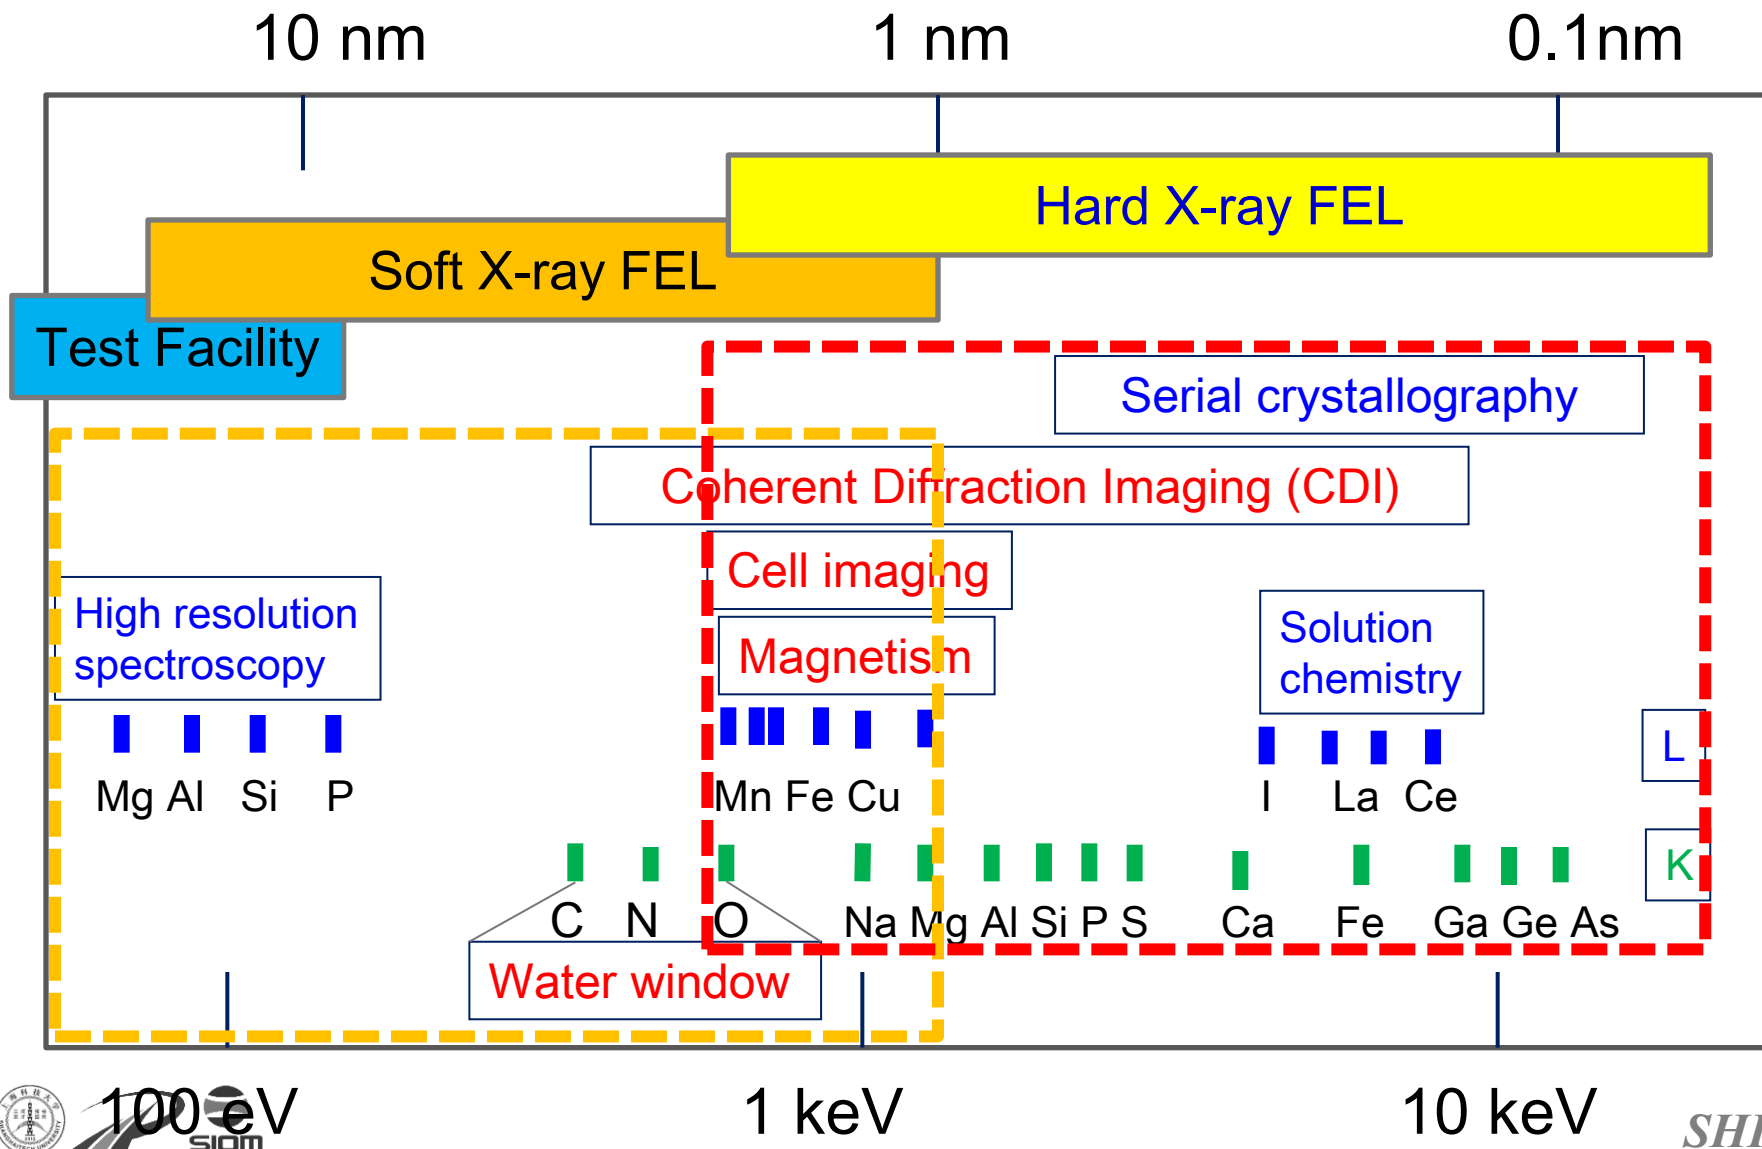 10 nm
1 nm
0.1nm
Hard X-ray FEL
Soft X-ray FEL
Test Facility
Serial crystallography
Coherent Diffraction Imaging (CDI)
Cell imaging
High resolution
spectroscopy
Magnetism
Solution
chemistry
L
Mg Al Si P
Mn Fe Cu
I La Ce
K
C N O
Na Mg Al Si P S
Ca Fe Ga Ge As
Water window
100 eV
1 keV
10 keV
SIOM